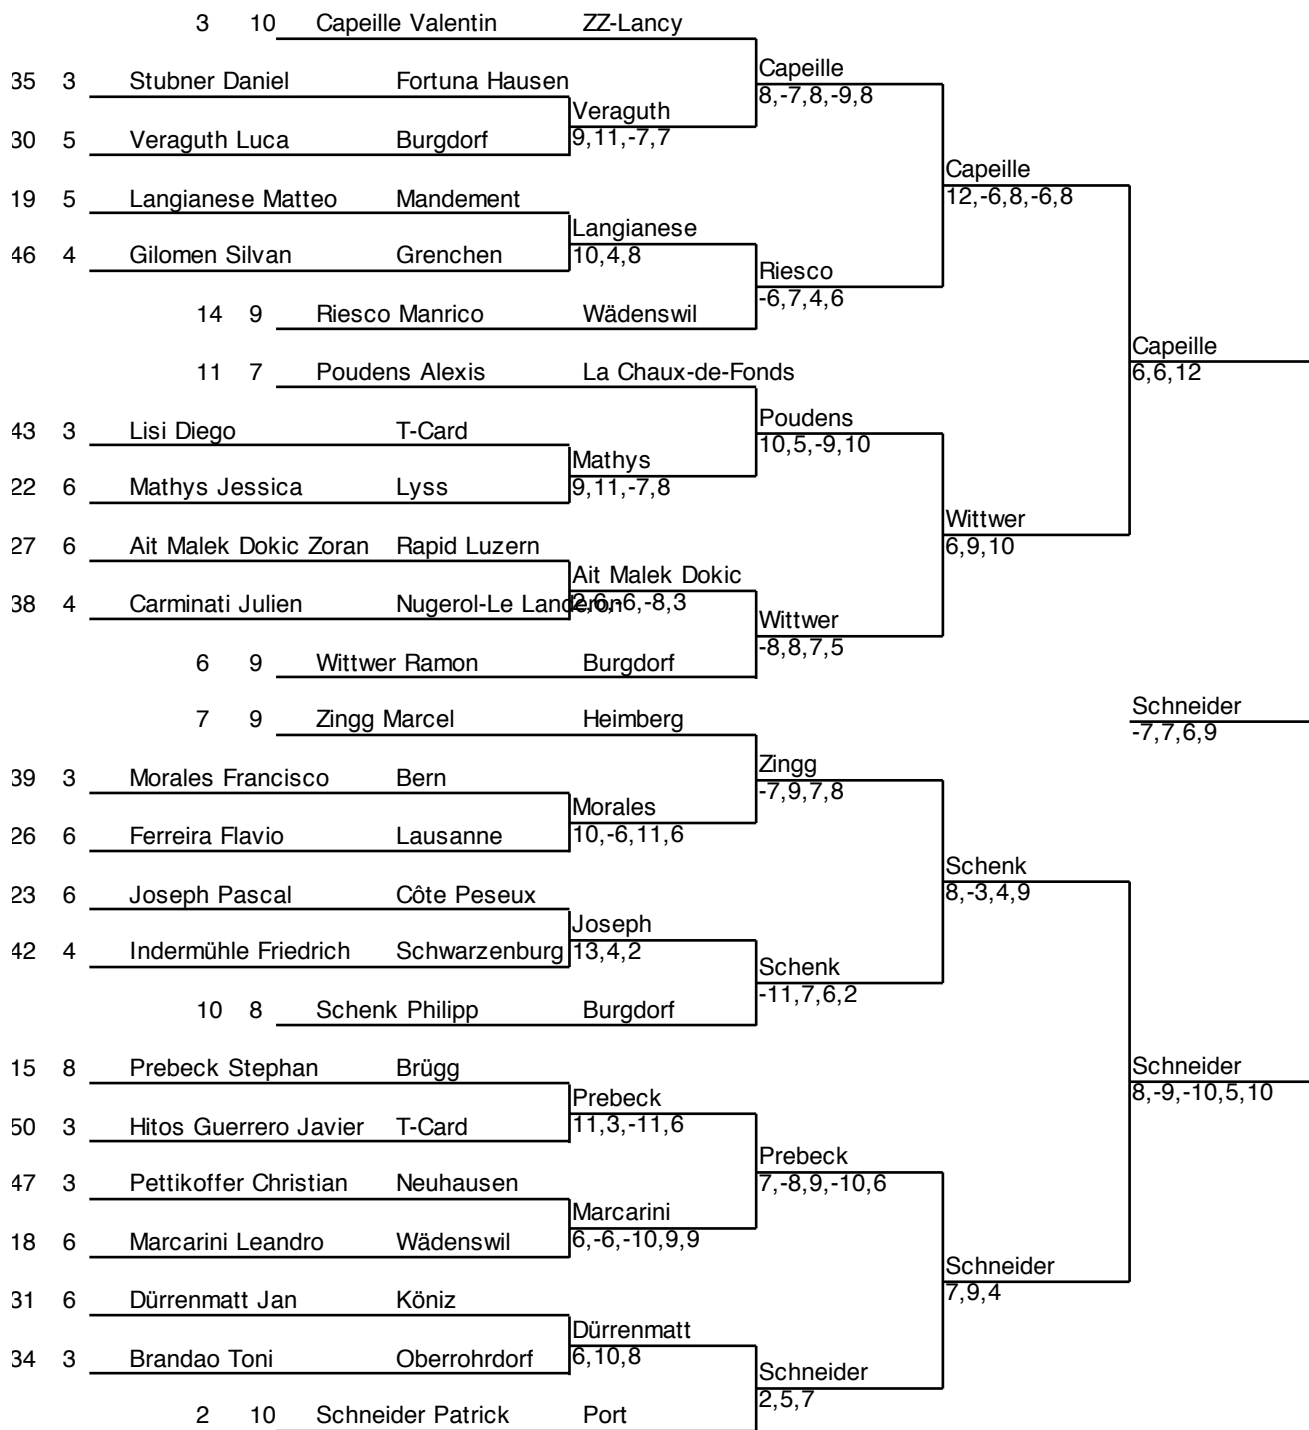 3 10 Capeille Valentin ZZ-Lancy
Capeille
35 3 Stubner Daniel Fortuna Hausen
8,-7,8,-9,8
Veraguth
30 5 Veraguth Luca Burgdorf
9,11,-7,7
Capeille
19 5 Langianese Matteo Mandement
12,-6,8,-6,8
Langianese
46 4 Gilomen Silvan Grenchen
10,4,8
Riesco
-6,7,4,6
14 9 Riesco Manrico Wädenswil
Capeille
11 7 Poudens Alexis La Chaux-de-Fonds
6,6,12
Poudens
43 3 Lisi Diego T-Card
10,5,-9,10
Mathys
22 6 Mathys Jessica Lyss
9,11,-7,8
Wittwer
27 6 Ait Malek Dokic Zoran Rapid Luzern
6,9,10
Ait Malek Dokic
38 4 Carminati Julien Nugerol-Le Landeron
2,6,-6,-8,3
Wittwer
-8,8,7,5
6 9 Wittwer Ramon Burgdorf
Schneider
7 9 Zingg Marcel Heimberg
-7,7,6,9
Zingg
39 3 Morales Francisco Bern
-7,9,7,8
Morales
26 6 Ferreira Flavio Lausanne
10,-6,11,6
Schenk
23 6 Joseph Pascal Côte Peseux
8,-3,4,9
Joseph
42 4 Indermühle Friedrich Schwarzenburg
13,4,2
Schenk
-11,7,6,2
10 8 Schenk Philipp Burgdorf
15 8 Prebeck Stephan Brügg
Schneider
8,-9,-10,5,10
Prebeck
50 3 Hitos Guerrero Javier T-Card
11,3,-11,6
Prebeck
47 3 Pettikoffer Christian Neuhausen
7,-8,9,-10,6
Marcarini
18 6 Marcarini Leandro Wädenswil
6,-6,-10,9,9
Schneider
31 6 Dürrenmatt Jan Köniz
7,9,4
Dürrenmatt
34 3 Brandao Toni Oberrohrdorf
6,10,8
Schneider
2,5,7
2 10 Schneider Patrick Port